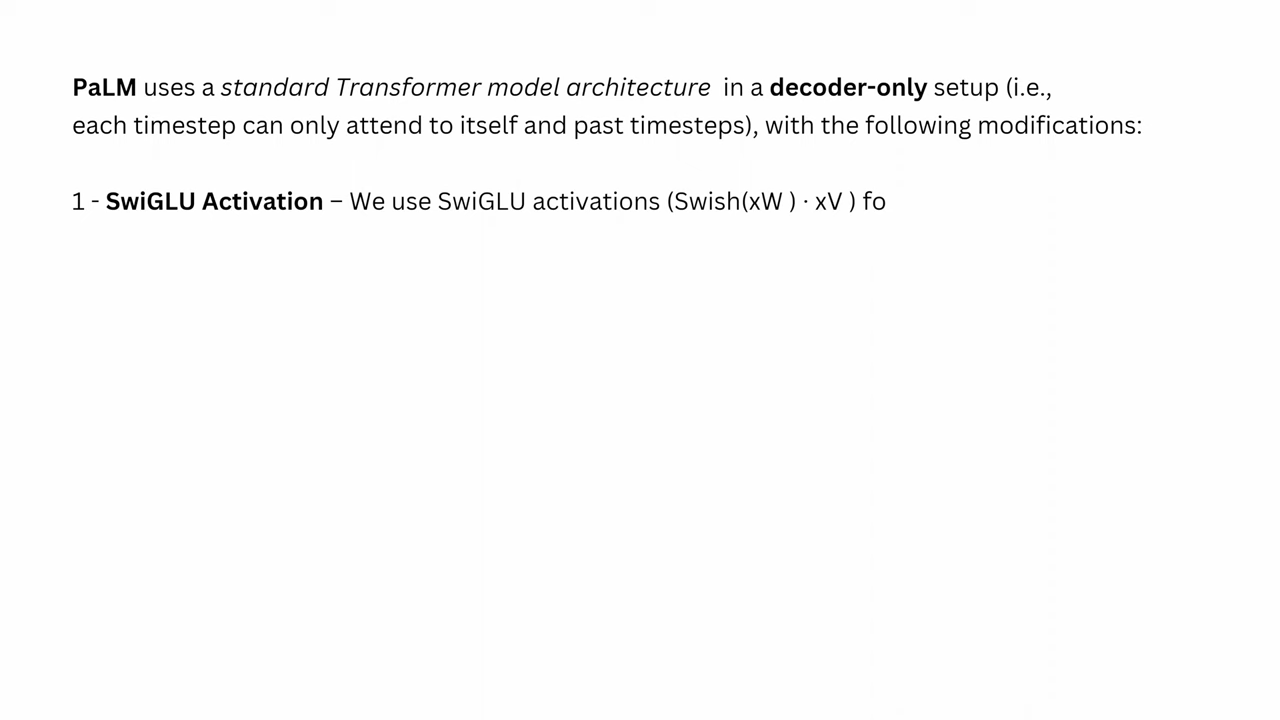 PaLM uses a standard Transformer model architecture in a decoder-only setup (i.e.,
each timestep can only attend to itself and past timesteps), with the following modifications:
1 - SwiGLU Activation – We use SwiGLU activations (Swish(xW ) · xV ) fo